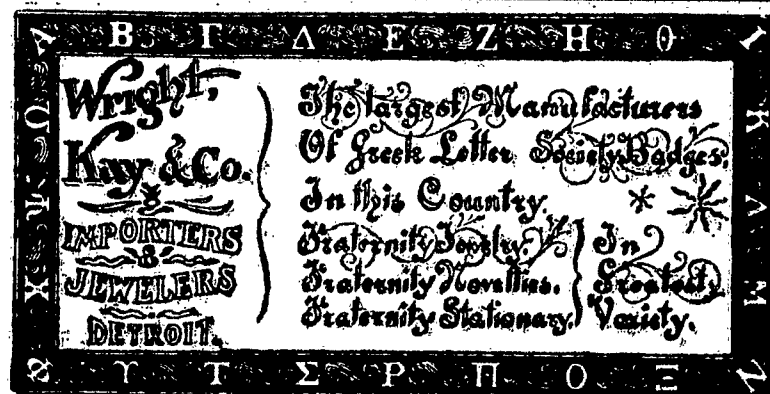 Α Β Γ Δ Ε Ζ Η Θ Ι
Κ Λ Μ Ν
Ξ Ο Π Ρ Σ Τ Υ Φ
Χ Ψ Ω
Wright,
Kay & Co.
IMPORTERS
&
JEWELERS
DETROIT.
The largest Manufacturers
Of Greek Letter Society Badges.
In this Country.
Fraternity Jewelry.
Fraternity Novelties.
Fraternity Stationary.
In
Greatest
Variety.